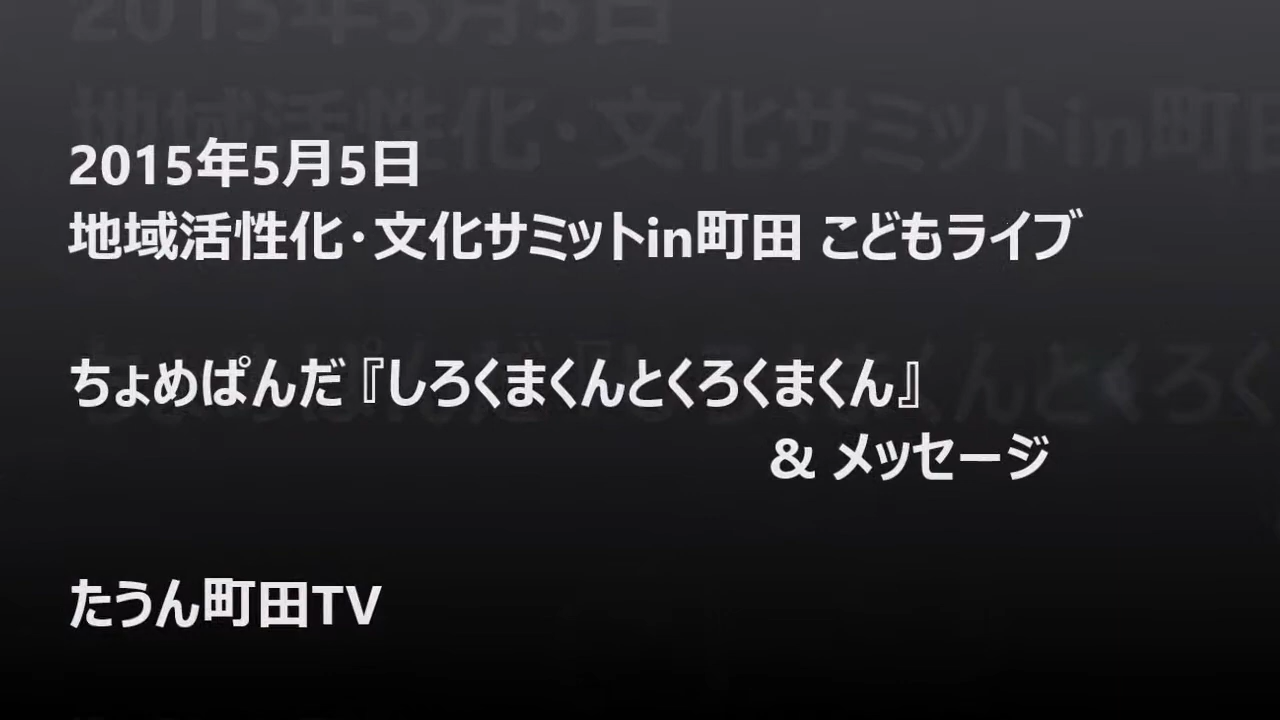 2015年5月5日
地域活性化・文化サミットin町田 こどもライブ
ちょめぱんだ『しろくまくんとくろくまくん』
& メッセージ
たうん町田TV